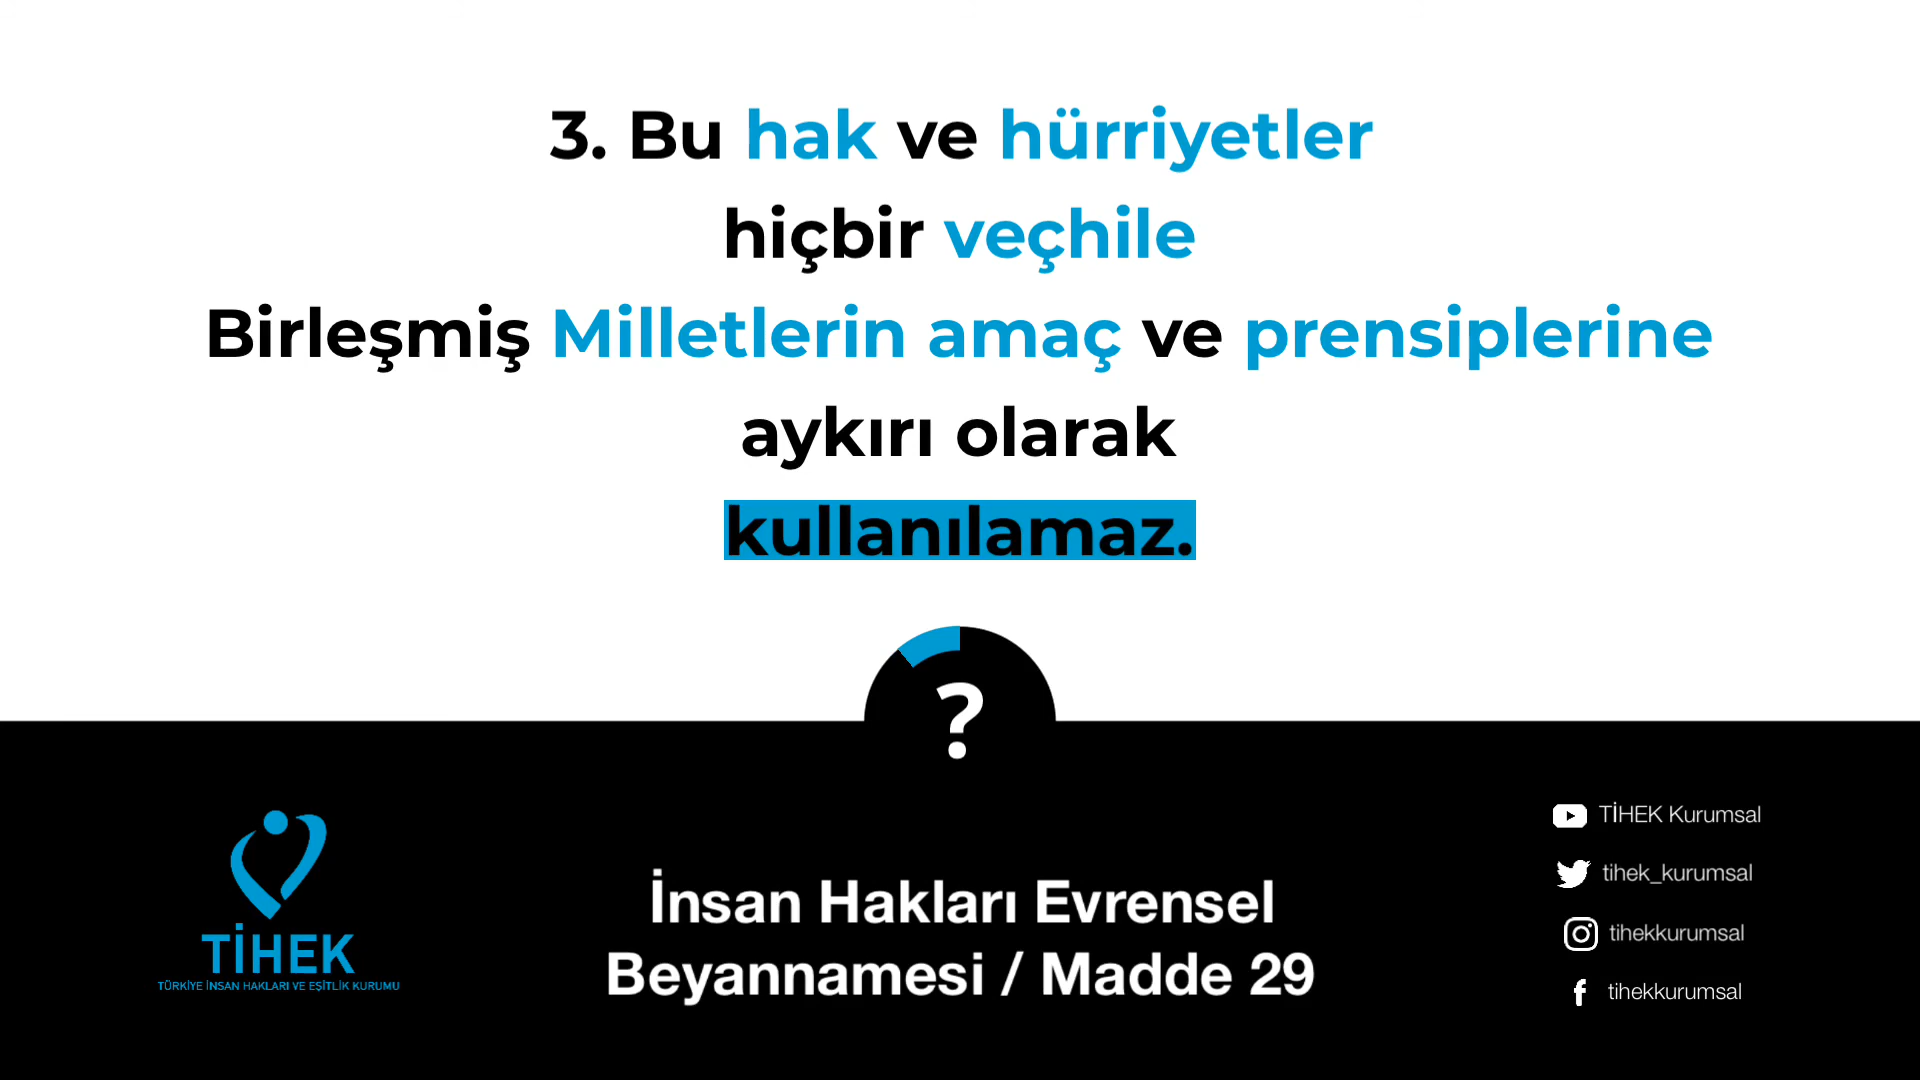 3. Bu hak ve hürriyetler
hiçbir veçhile
Birleşmiş Milletlerin amaç ve prensiplerine
aykırı olarak
kullanılamaz.
?
TİHEK
TÜRKİYE İNSAN HAKLARI VE EŞİTLİK KURUMU
İnsan Hakları Evrensel
Beyannamesi / Madde 29
TİHEK Kurumsal
tihek_kurumsal
tihekkurumsal
tihekkurumsal